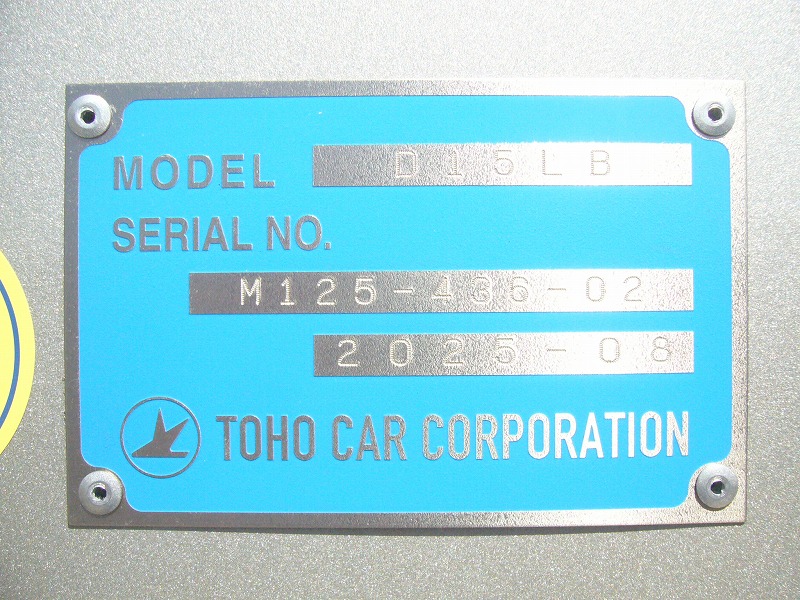 MODEL D15LB
SERIAL NO.
M125-436-02
2025-08
TOHO CAR CORPORATION